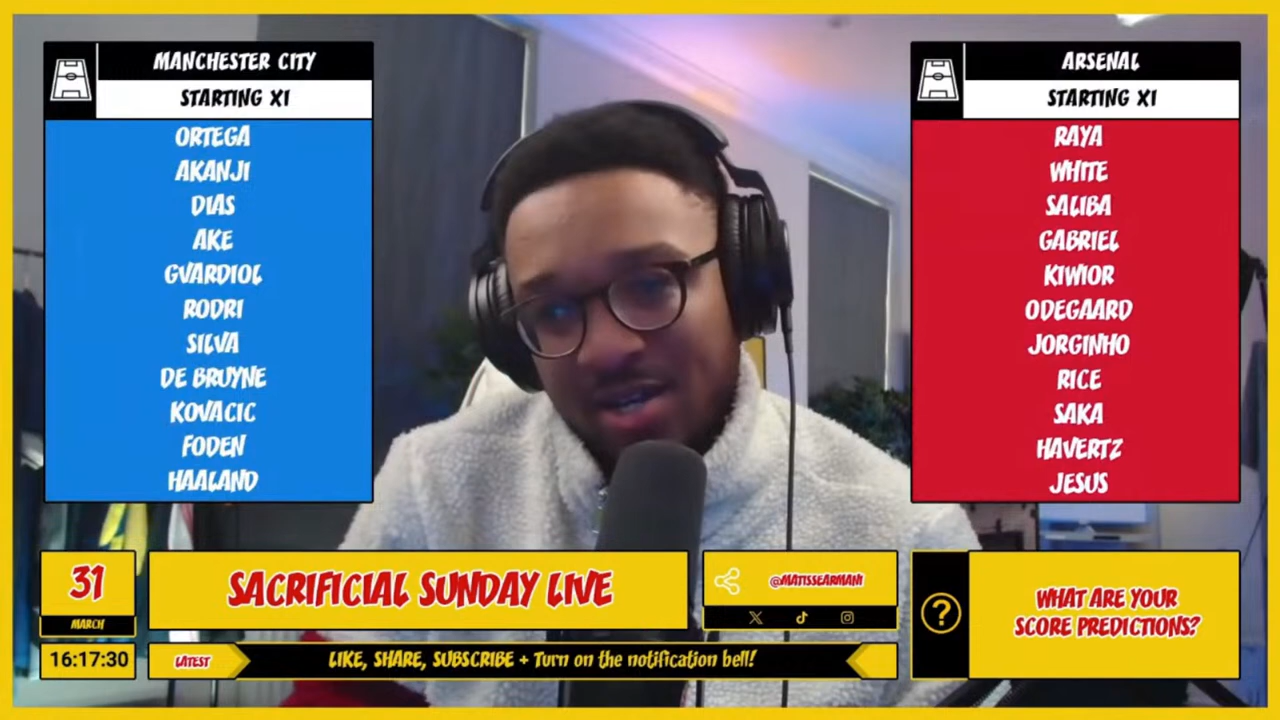 MANCHESTER CITY
STARTING XI
ORTEGA
AKANJI
DIAS
AKE
GVARDIOL
RODRI
SILVA
DE BRUYNE
KOVACIC
FODEN
HAALAND
ARSENAL
STARTING XI
RAYA
WHITE
SALIBA
GABRIEL
KIWIOR
ODEGAARD
JORGINHO
RICE
SAKA
HAVERTZ
JESUS
31
MARCH
16:17:30
SACRIFICIAL SUNDAY LIVE
@MATISSEARMANI
LATEST
LIKE, SHARE, SUBSCRIBE + Turn on the notification bell!
?
WHAT ARE YOUR
SCORE PREDICTIONS?